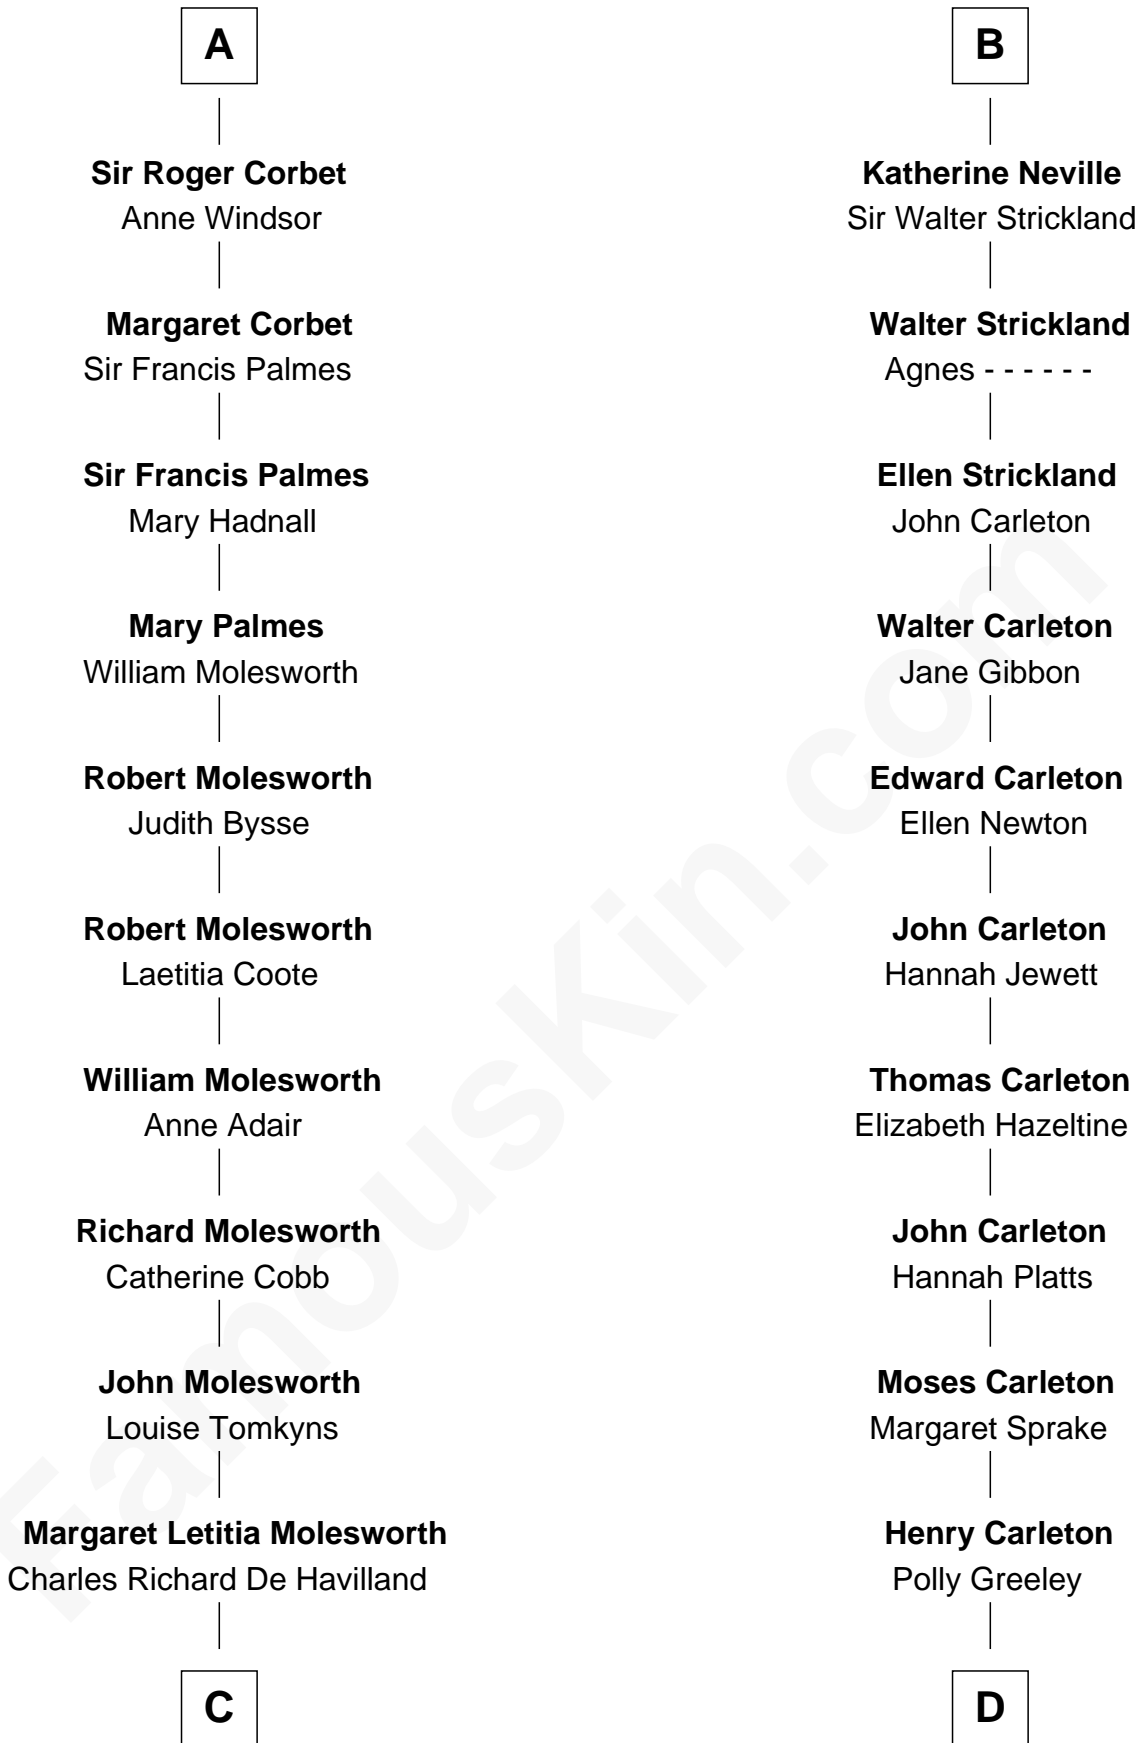 A
Sir Roger Corbet
Anne Windsor
Margaret Corbet
Sir Francis Palmes
Sir Francis Palmes
Mary Hadnall
Mary Palmes
William Molesworth
Robert Molesworth
Judith Bysse
Robert Molesworth
Laetitia Coote
William Molesworth
Anne Adair
Richard Molesworth
Catherine Cobb
John Molesworth
Louise Tomkyns
Margaret Letitia Molesworth
Charles Richard De Havilland
C
B
Katherine Neville
Sir Walter Strickland
Walter Strickland
Agnes - - - - - -
Ellen Strickland
John Carleton
Walter Carleton
Jane Gibbon
Edward Carleton
Ellen Newton
John Carleton
Hannah Jewett
Thomas Carleton
Elizabeth Hazeltine
John Carleton
Hannah Platts
Moses Carleton
Margaret Sprake
Henry Carleton
Polly Greeley
D
FamousKin.com